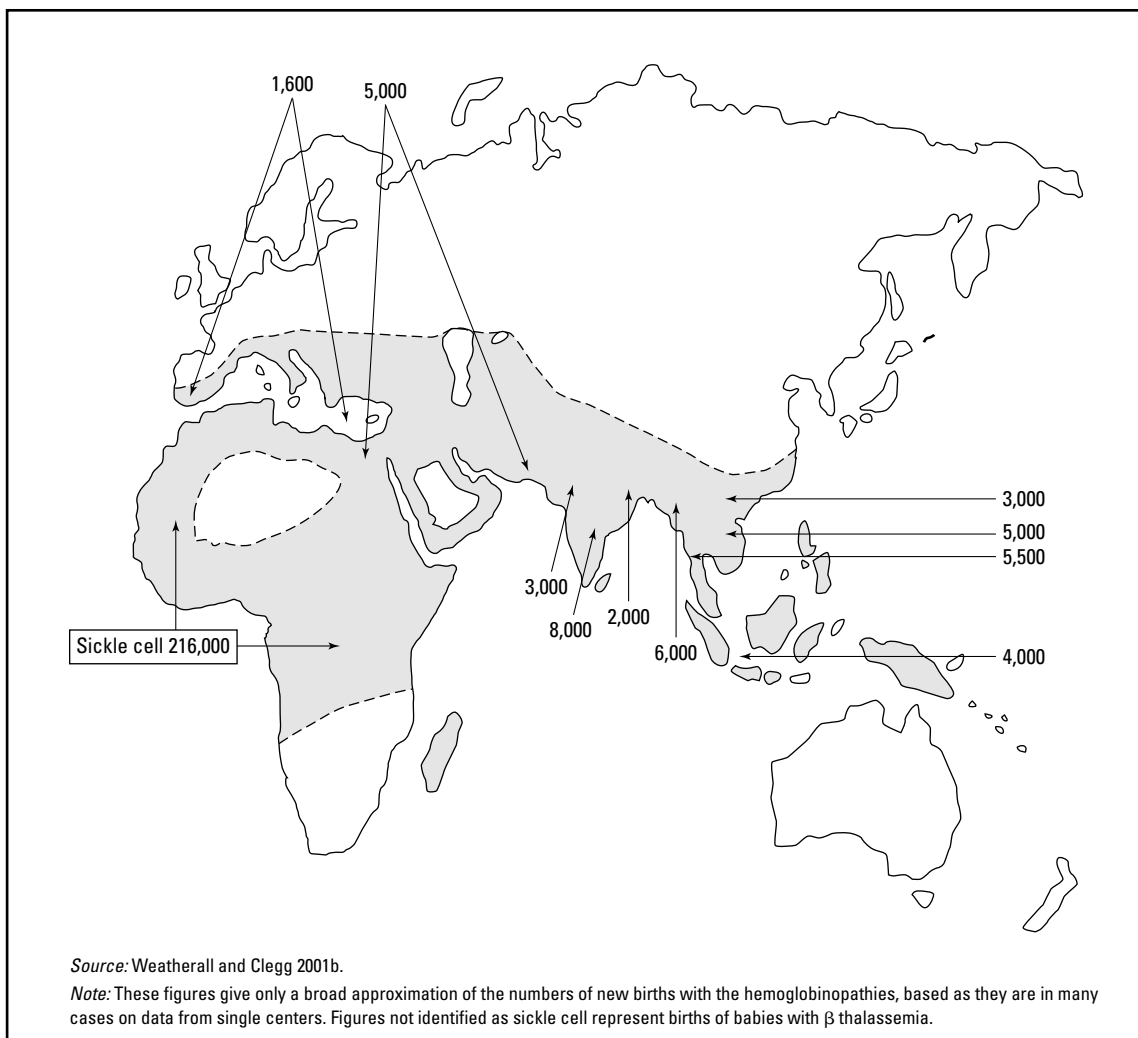 1,600
5,000
3,000
5,000
5,500
3,000
2,000
8,000
Sickle cell 216,000
6,000
4,000
Source: Weatherall and Clegg 2001b.
Note: These figures give only a broad approximation of the numbers of new births with the hemoglobinopathies, based as they are in many
cases on data from single centers. Figures not identified as sickle cell represent births of babies with β thalassemia.